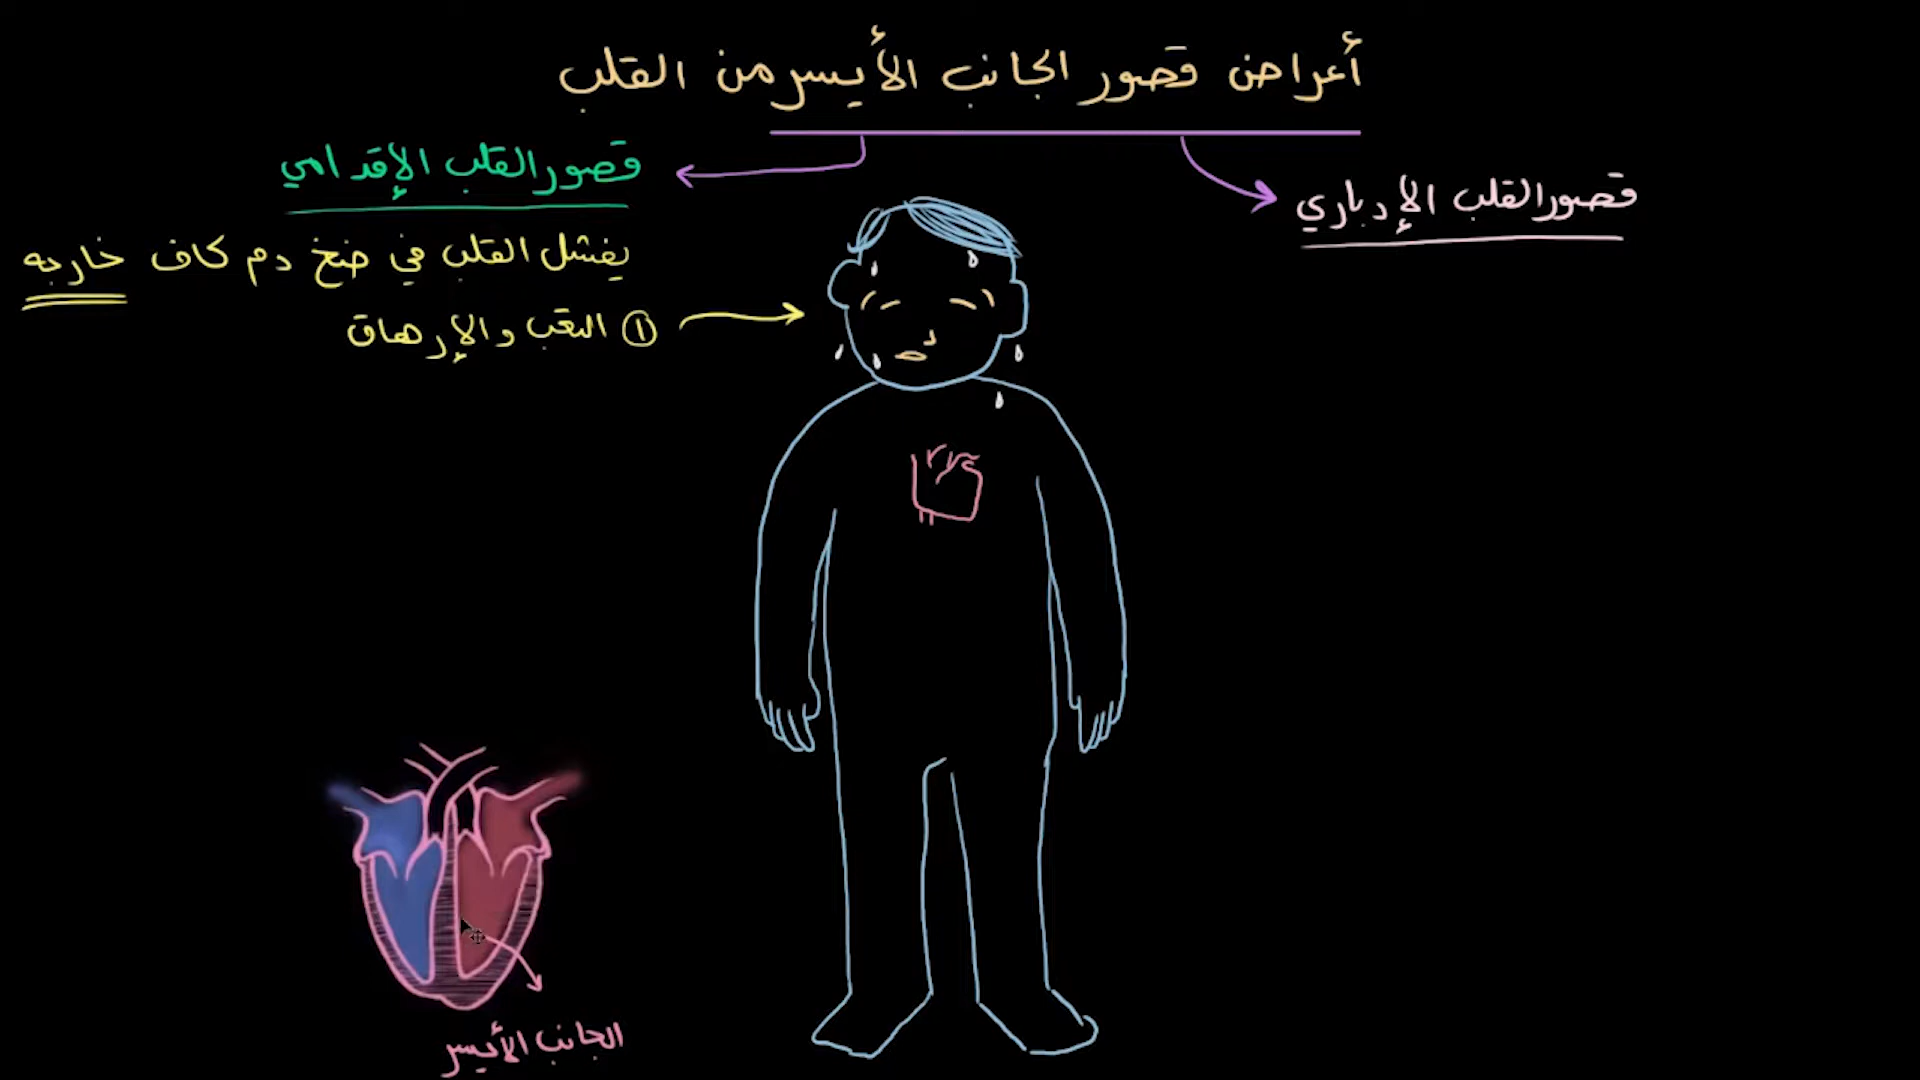 أعراض قصور الجانب الأيسر من القلب
قصور القلب الإدباري
قصور القلب الإقدامي
يفشل القلب في ضخ دم كاف خارجه
١ التعب والإرهاق
الجانب الأيسر